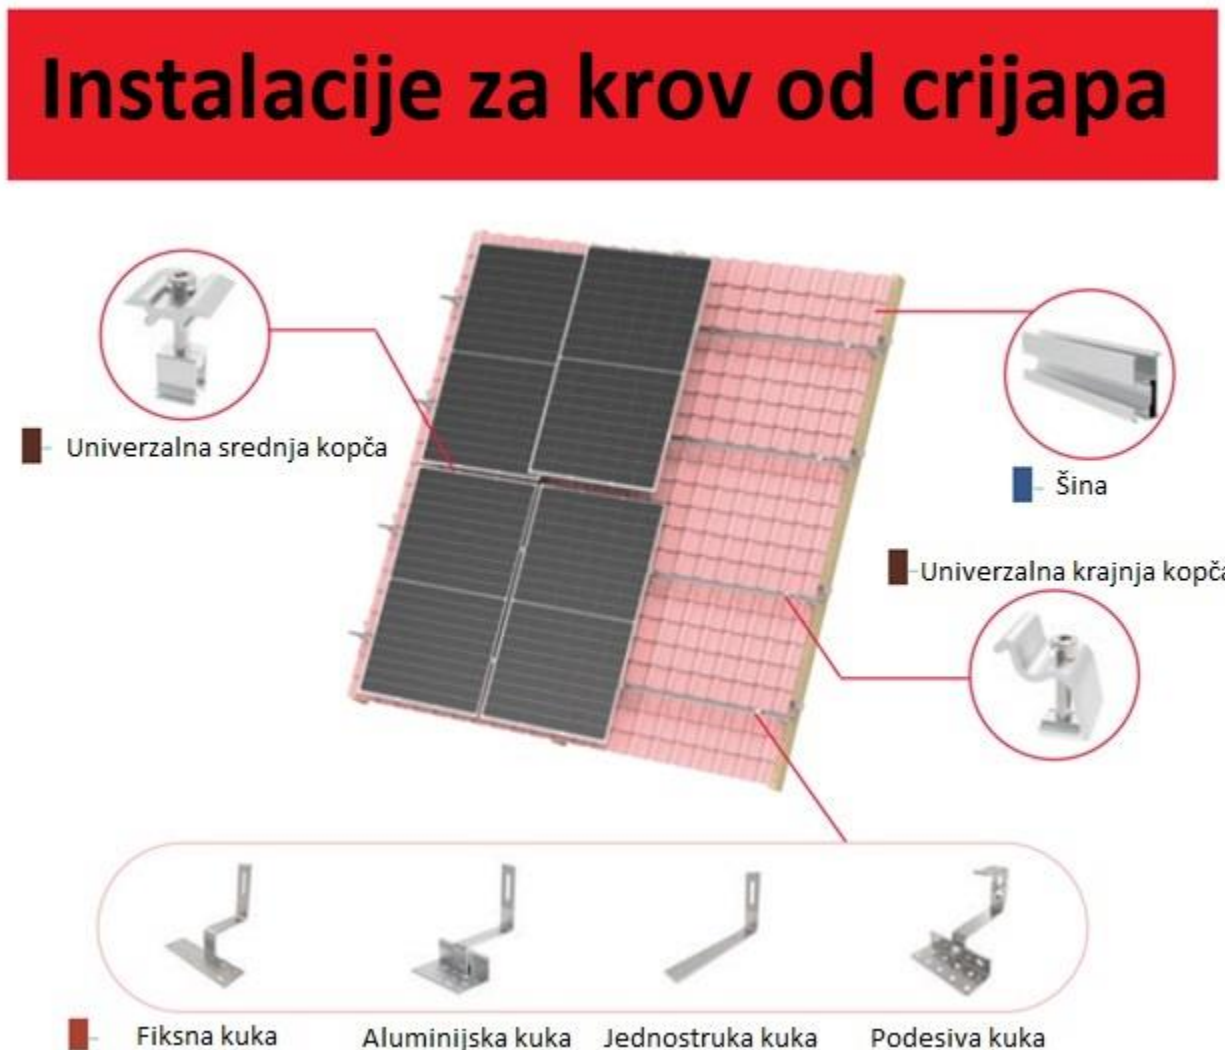 Instalacije za krov od crijapa
Univerzalna srednja kopča
Šina
Univerzalna krajnja kopča
Fiksna kuka
Aluminijska kuka
Jednostruka kuka
Podesiva kuka